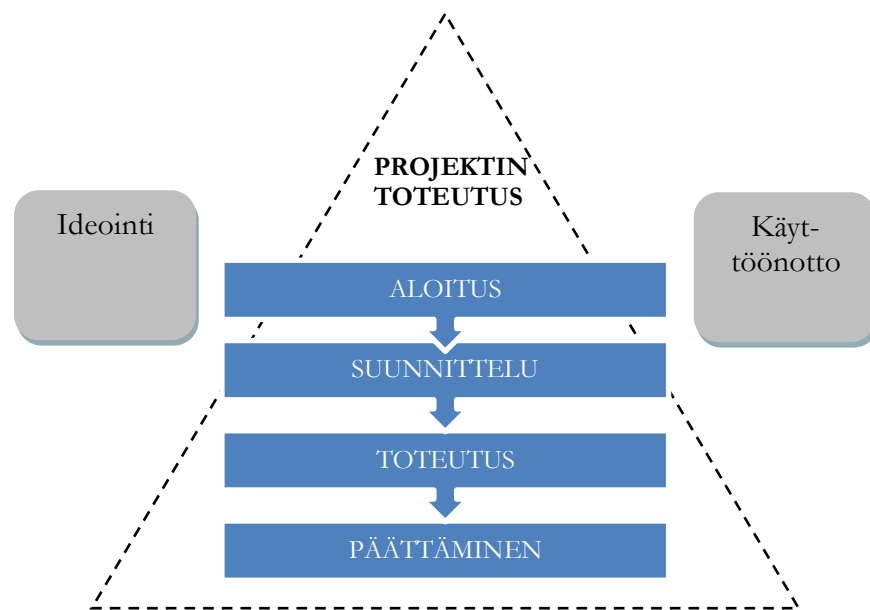 PROJEKTIN
TOTEUTUS
Ideointi
Käyt-
töönotto
ALOITUS
SUUNNITTELU
TOTEUTUS
PÄÄTTÄMINEN